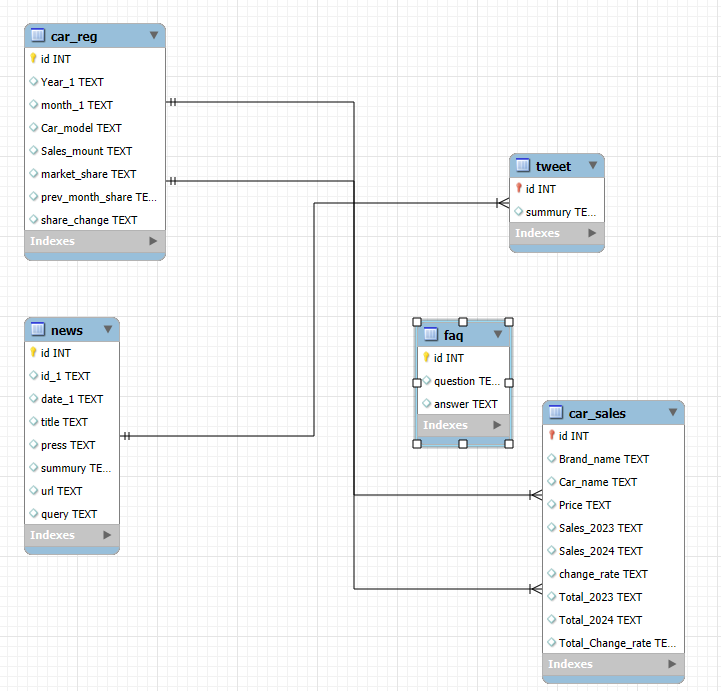 car_reg
id INT
Year_1 TEXT
month_1 TEXT
Car_model TEXT
Sales_mount TEXT
market_share TEXT
prev_month_share TE...
share_change TEXT
Indexes
tweet
id INT
summury TE...
Indexes
news
id INT
id_1 TEXT
date_1 TEXT
title TEXT
press TEXT
summury TE...
url TEXT
query TEXT
Indexes
faq
id INT
question TE...
answer TEXT
Indexes
car_sales
id INT
Brand_name TEXT
Car_name TEXT
Price TEXT
Sales_2023 TEXT
Sales_2024 TEXT
change_rate TEXT
Total_2023 TEXT
Total_2024 TEXT
Total_Change_rate TE...
Indexes